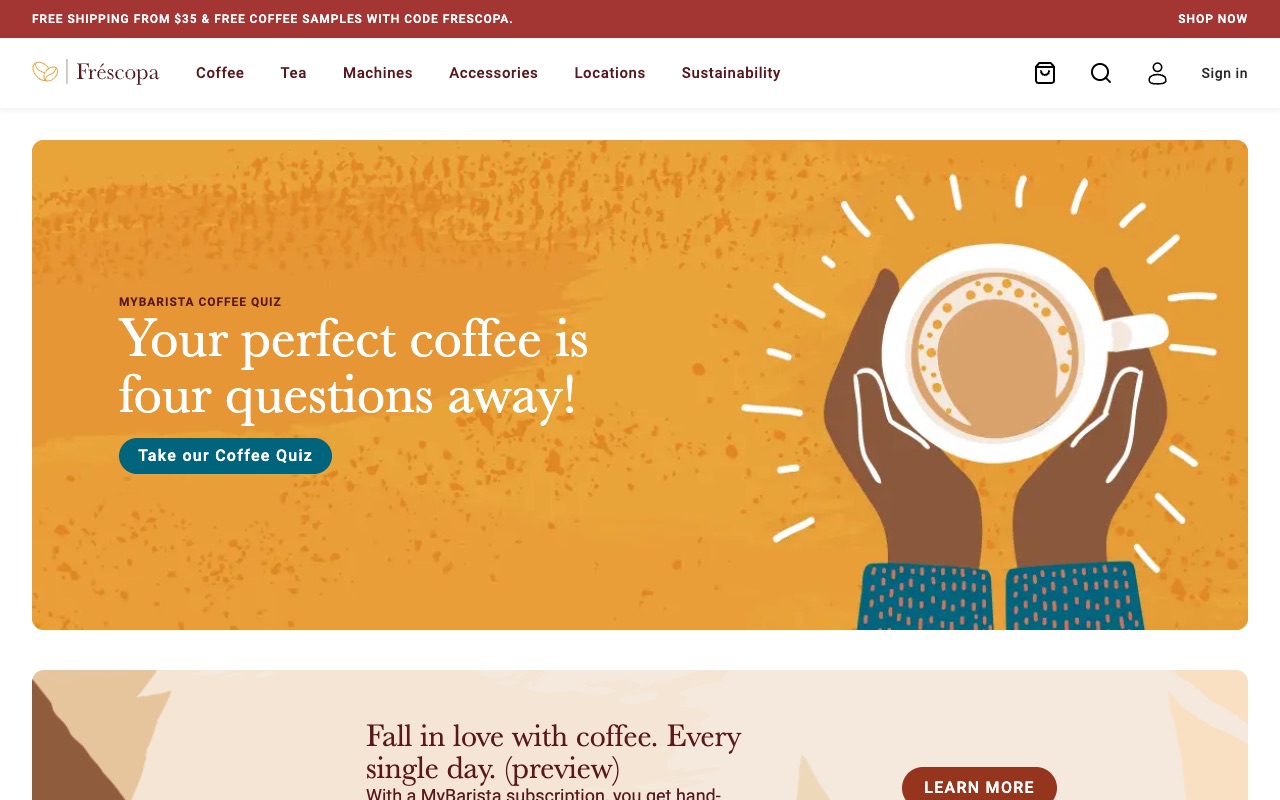 FREE SHIPPING FROM $35 & FREE COFFEE SAMPLES WITH CODE FRESCOPA.
SHOP NOW
Fréscopa
Coffee
Tea
Machines
Accessories
Locations
Sustainability
Sign in
MYBARISTA COFFEE QUIZ
Your perfect coffee is
four questions away!
Take our Coffee Quiz
Fall in love with coffee. Every
single day. (preview)
With a MyBarista subscription, you get hand-
LEARN MORE